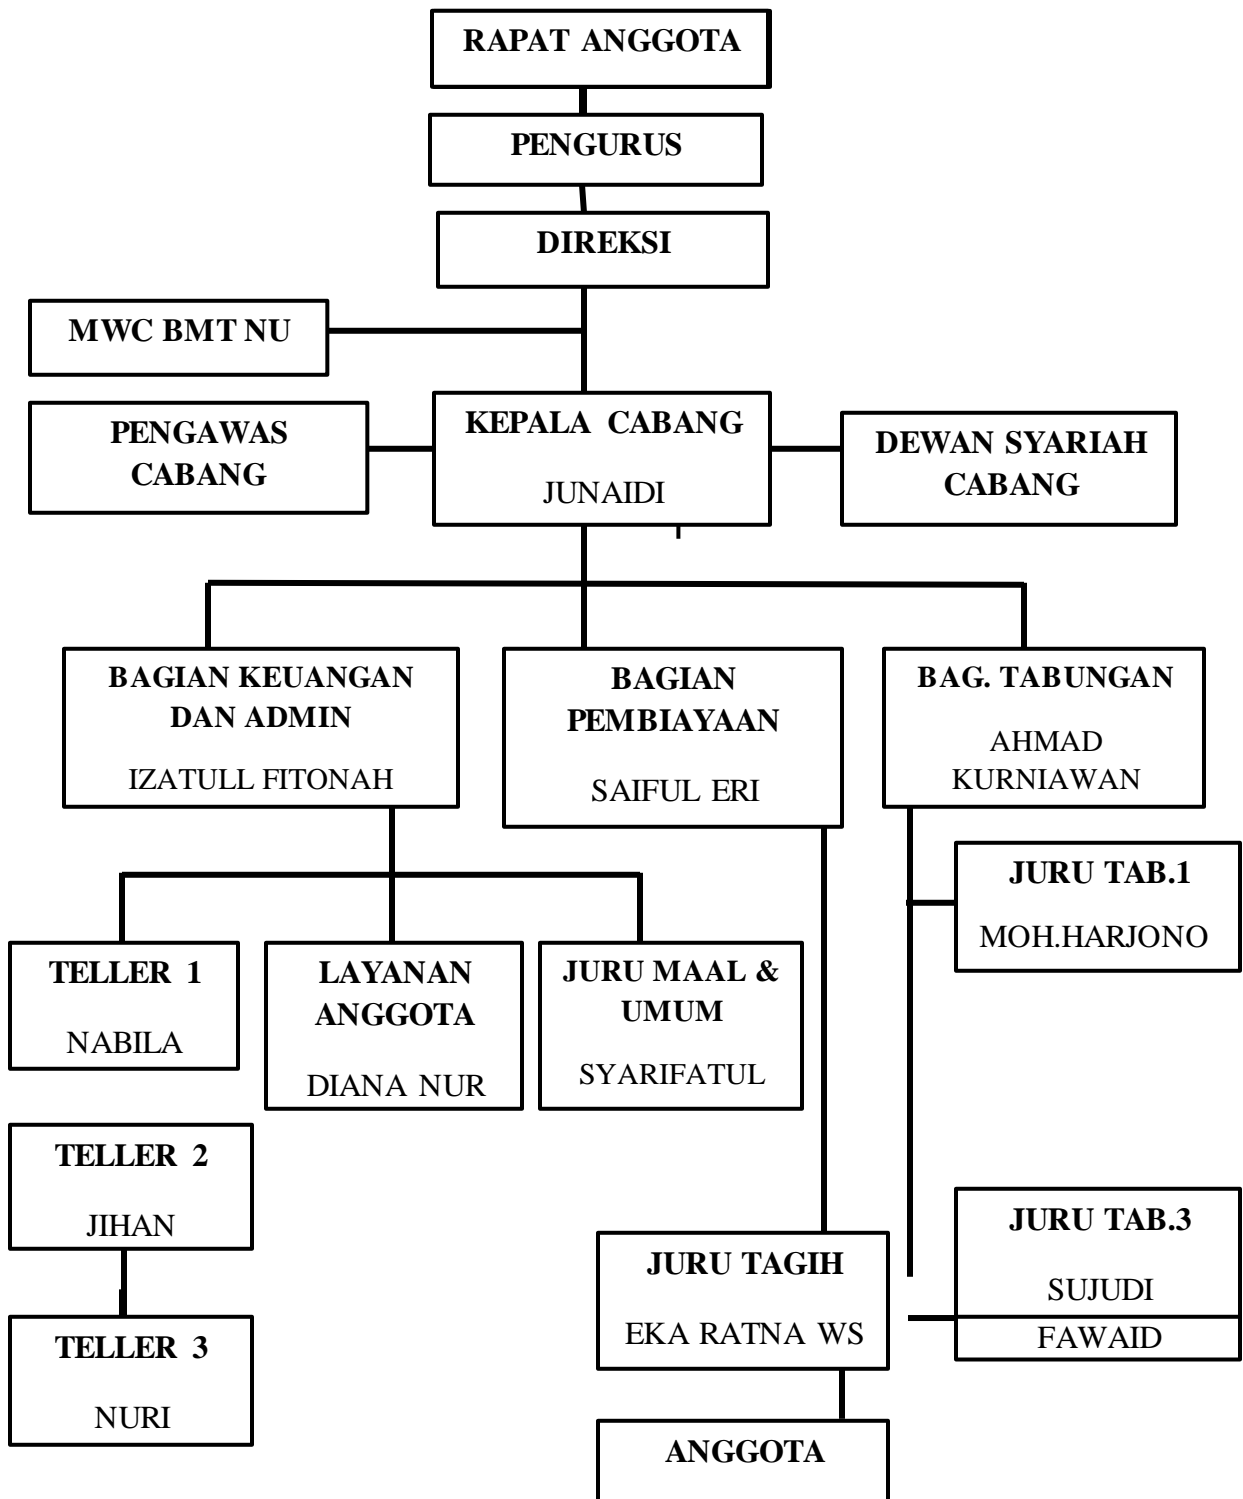 RAPAT ANGGOTA
PENGURUS
DIREKSI
MWC BMT NU
PENGAWAS
CABANG
KEPALA CABANG
JUNAIDI
DEWAN SYARIAH
CABANG
BAGIAN KEUANGAN
DAN ADMIN
IZATULL FITONAH
BAGIAN
PEMBIAYAAN
SAIFUL ERI
BAG. TABUNGAN
AHMAD
KURNIAWAN
JURU TAB.1
MOH.HARJONO
TELLER 1
NABILA
LAYANAN
ANGGOTA
DIANA NUR
JURU MAAL &
UMUM
SYARIFATUL
TELLER 2
JIHAN
TELLER 3
NURI
JURU TAGIH
EKA RATNA WS
JURU TAB.3
SUJUDI
FAWAID
ANGGOTA